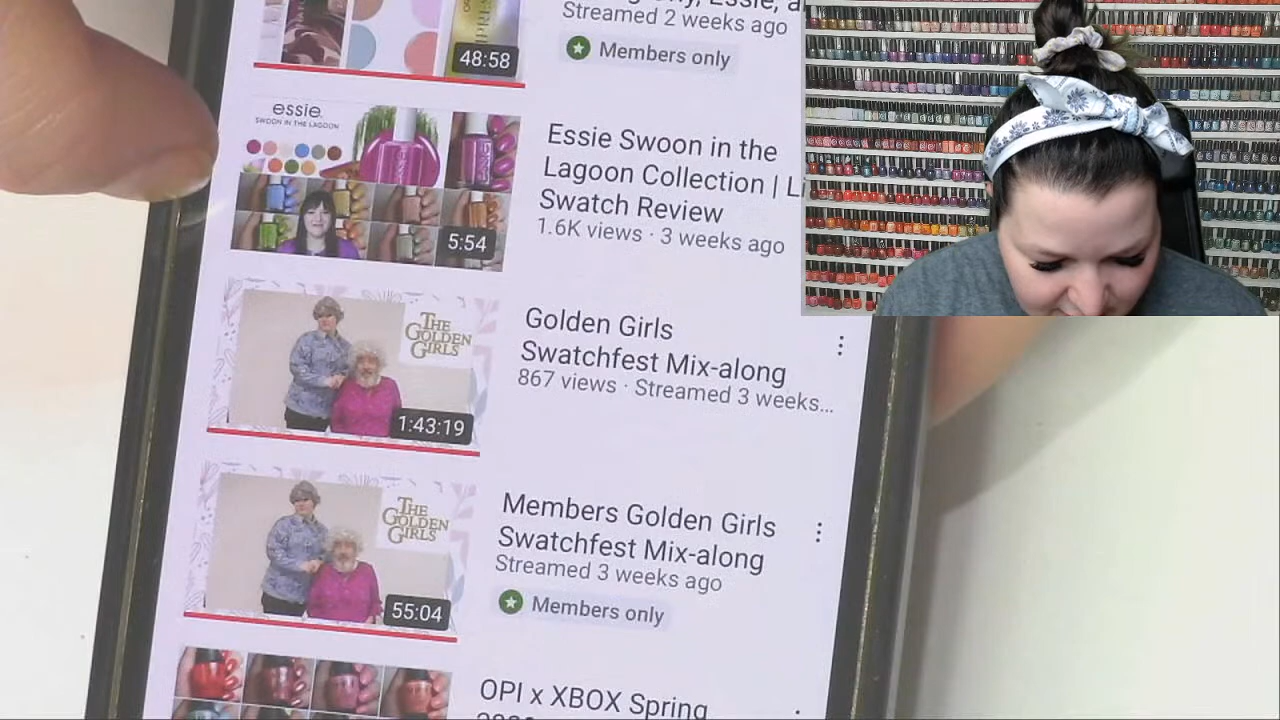 Streamed 2 weeks ago
48:58
Members only
essie
SWOON IN THE LAGOON
Essie Swoon in the
Lagoon Collection | Li
Swatch Review
5:54
1.6K views · 3 weeks ago
THE
GOLDEN
GIRLS
Golden Girls
Swatchfest Mix-along
867 views · Streamed 3 weeks...
1:43:19
THE
GOLDEN
GIRLS
Members Golden Girls
Swatchfest Mix-along
Streamed 3 weeks ago
55:04
Members only
OPI x XBOX Spring